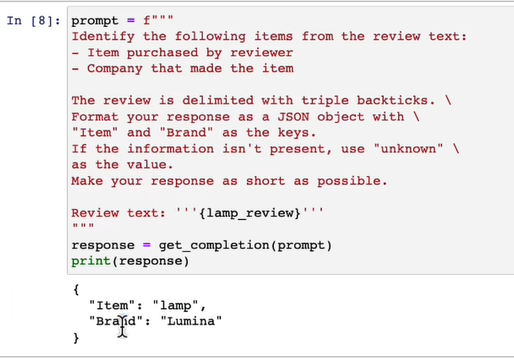 In [8]: prompt = f"""
Identify the following items from the review text:
- Item purchased by reviewer
- Company that made the item
The review is delimited with triple backticks. \
Format your response as a JSON object with \
"Item" and "Brand" as the keys.
If the information isn't present, use "unknown" \
as the value.
Make your response as short as possible.
Review text: '''{lamp_review}'''
"""
response = get_completion(prompt)
print(response)
{
"Item": "lamp",
"Brand": "Lumina"
}